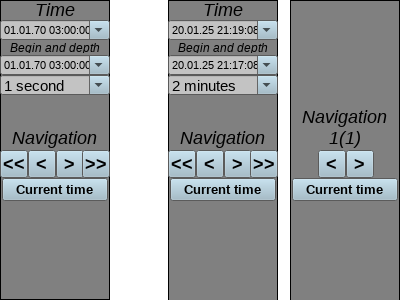 Time
01.01.70 03:00:00
Begin and depth
01.01.70 03:00:00
1 second
Navigation
<< < > >>
Current time
Time
20.01.25 21:19:08
Begin and depth
20.01.25 21:17:08
2 minutes
Navigation
<< < > >>
Current time
Navigation
1(1)
< >
Current time